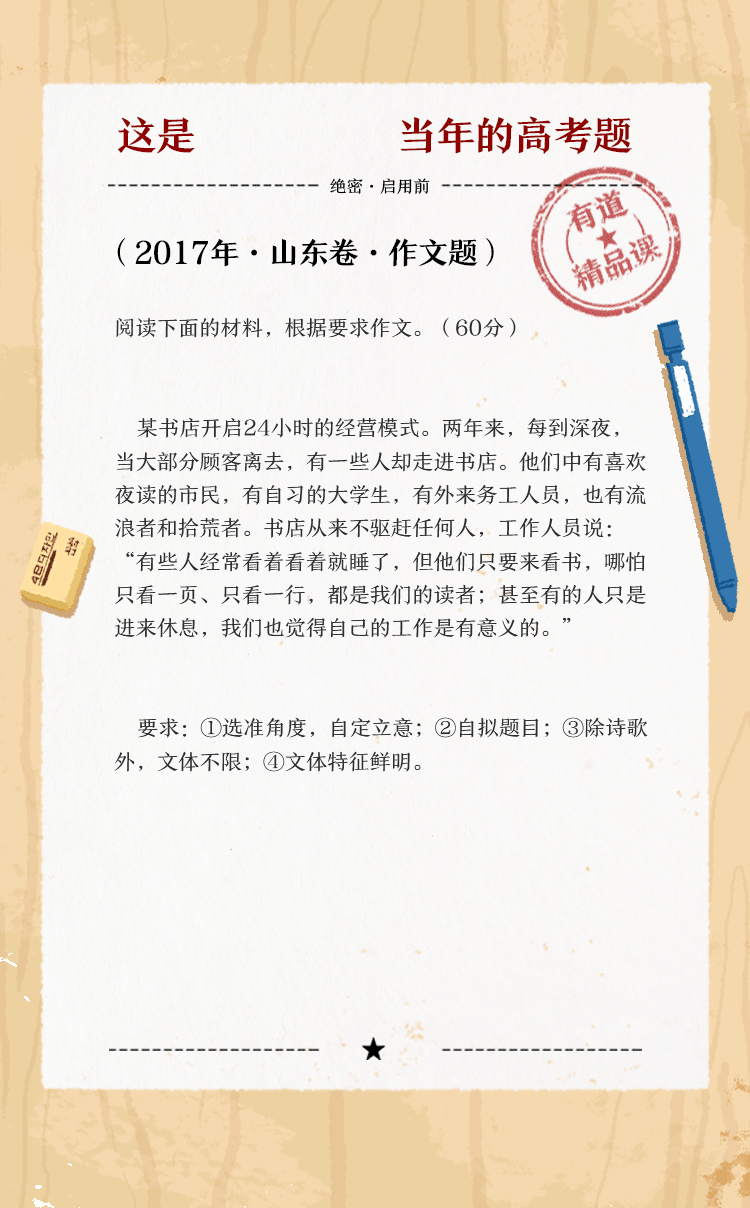 这是 当年的高考题
绝密·启用前
（2017年·山东卷·作文题）
有道
精品课
阅读下面的材料，根据要求作文。（60分）
某书店开启24小时的经营模式。两年来，每到深夜，
当大部分顾客离去，有一些人却走进书店。他们中有喜欢
夜读的市民，有自习的大学生，有外来务工人员，也有流
浪者和拾荒者。书店从来不驱赶任何人，工作人员说：
“有些人经常看着看着就睡了，但他们只要来看书，哪怕
只看一页、只看一行，都是我们的读者；甚至有的人只是
进来休息，我们也觉得自己的工作是有意义的。”
要求：①选准角度，自定立意；②自拟题目；③除诗歌
外，文体不限；④文体特征鲜明。